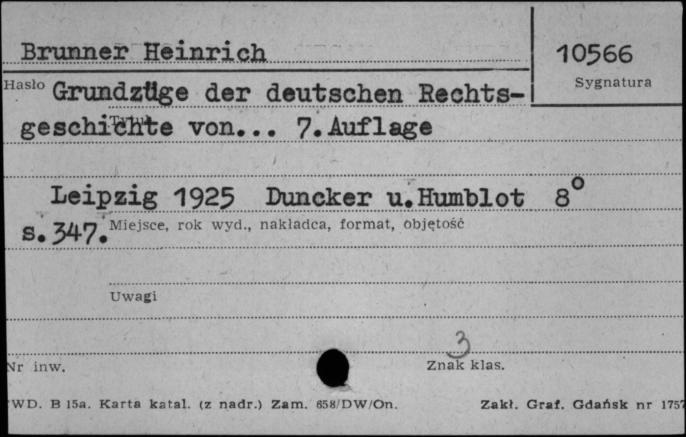 Brunner Heinrich
10566
Hasło
Sygnatura
Grundzüge der deutschen Rechts-
geschichte von... 7.Auflage
Tytuł
Leipzig 1925 Duncker u.Humblot 8°
s.347.
Miejsce, rok wyd., nakładca, format, objętość
Uwagi
3
Nr inw.
Znak klas.
WD. B 15a. Karta katal. (z nadr.) Zam. 658/DW/On.
Zakł. Graf. Gdańsk nr 1757